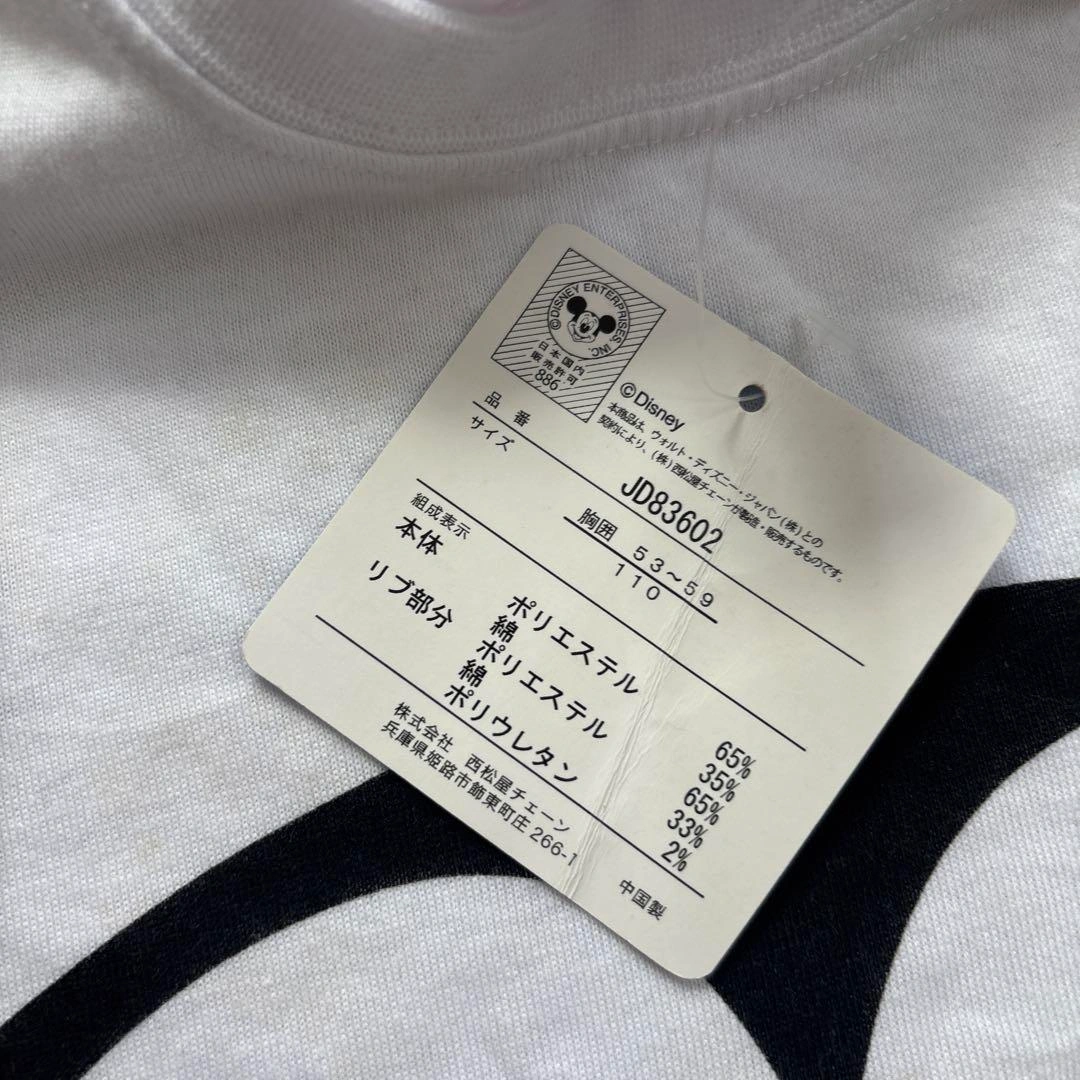 ©DISNEY ENTERPRISES, INC.
日本国内
販売許可
886
©Disney
本商品は、ウォルト・ディズニー・ジャパン(株)との
契約により、(株)西松屋チェーンが製造・販売するものです。
品番 JD83602
サイズ 胸囲 53~59
110
組成表示
本体 ポリエステル 65%
綿 35%
リブ部分 ポリエステル 65%
綿 33%
ポリウレタン 2%
株式会社 西松屋チェーン
兵庫県姫路市飾東町庄266-1
中国製